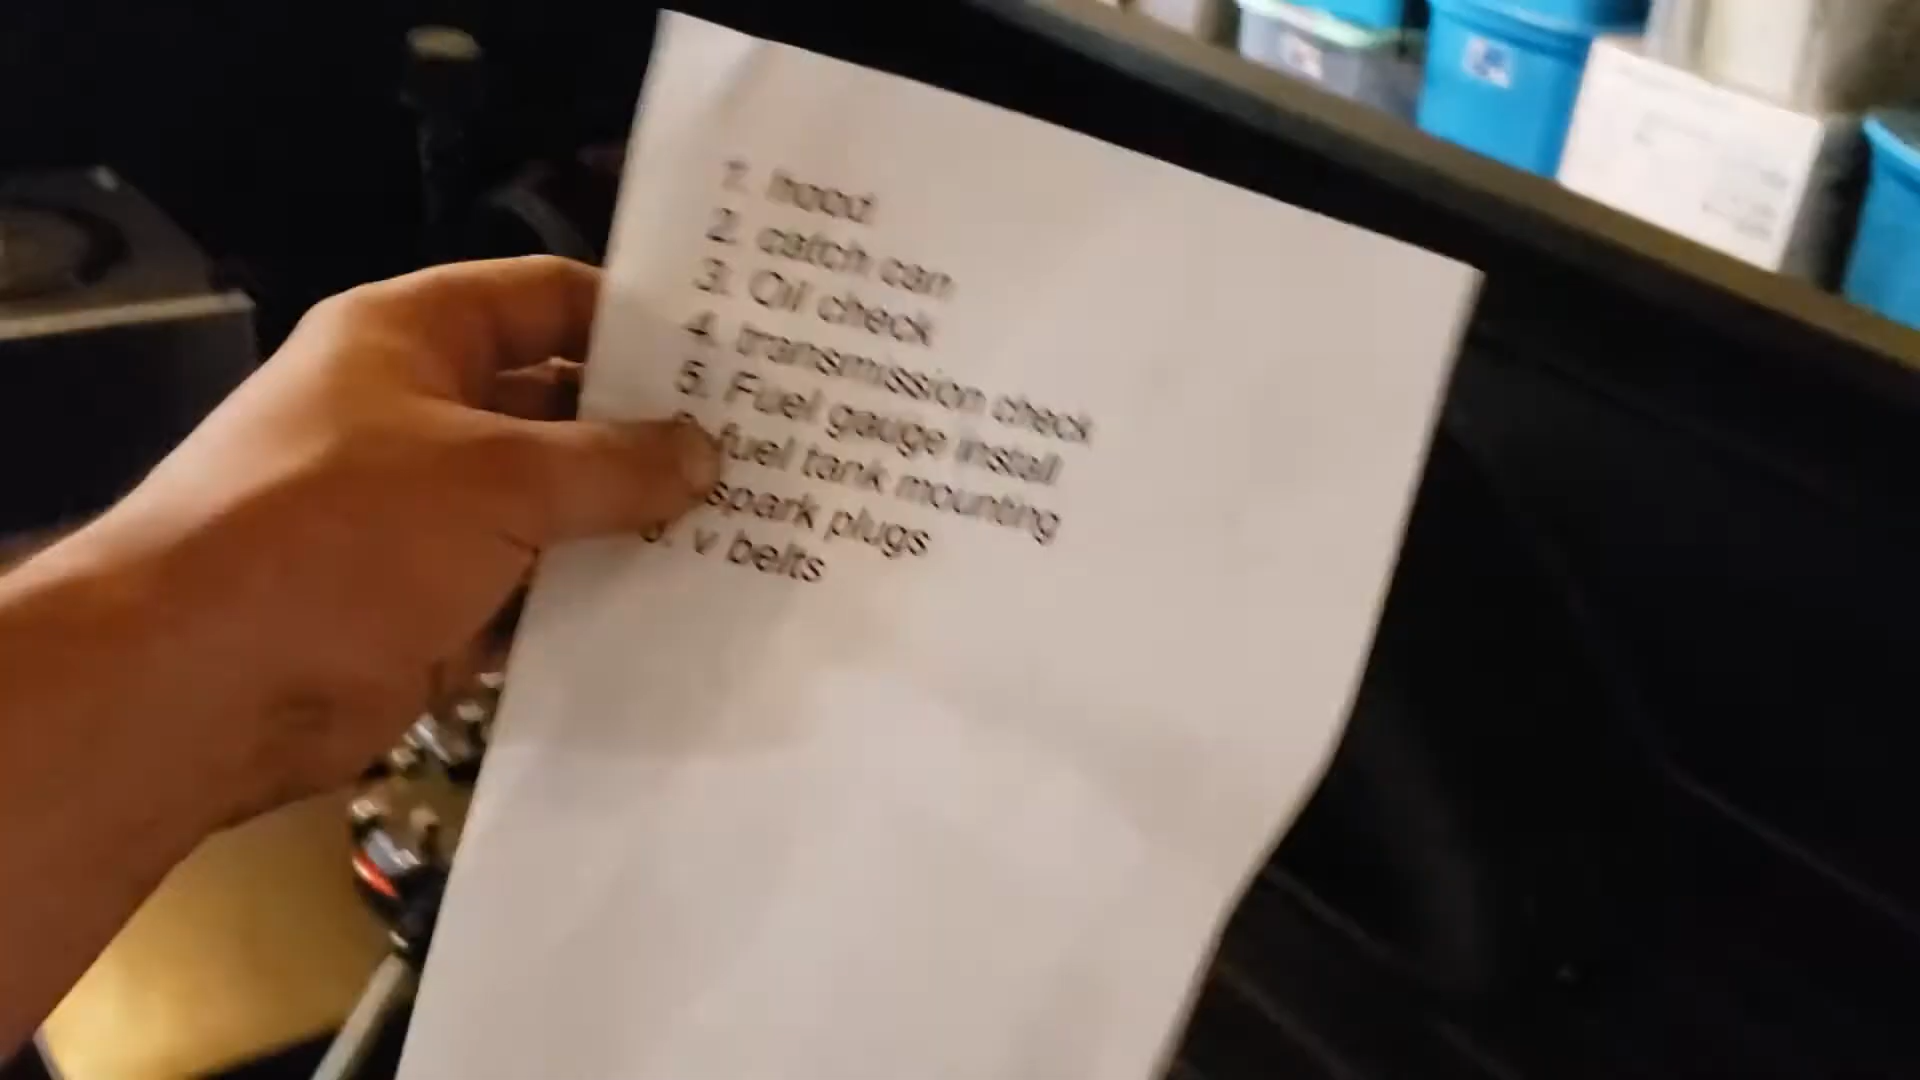 1. hood
2. catch can
3. Oil check
4. transmission check
5. Fuel gauge install
fuel tank mounting
spark plugs
8. v belts